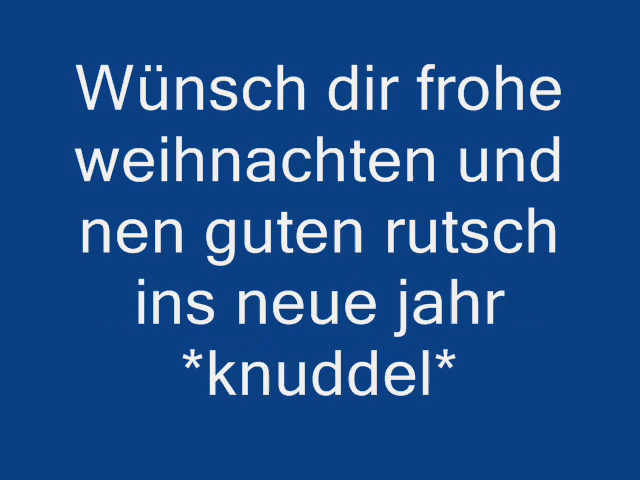 Wünsch dir frohe
weihnachten und
nen guten rutsch
ins neue jahr
*knuddel*